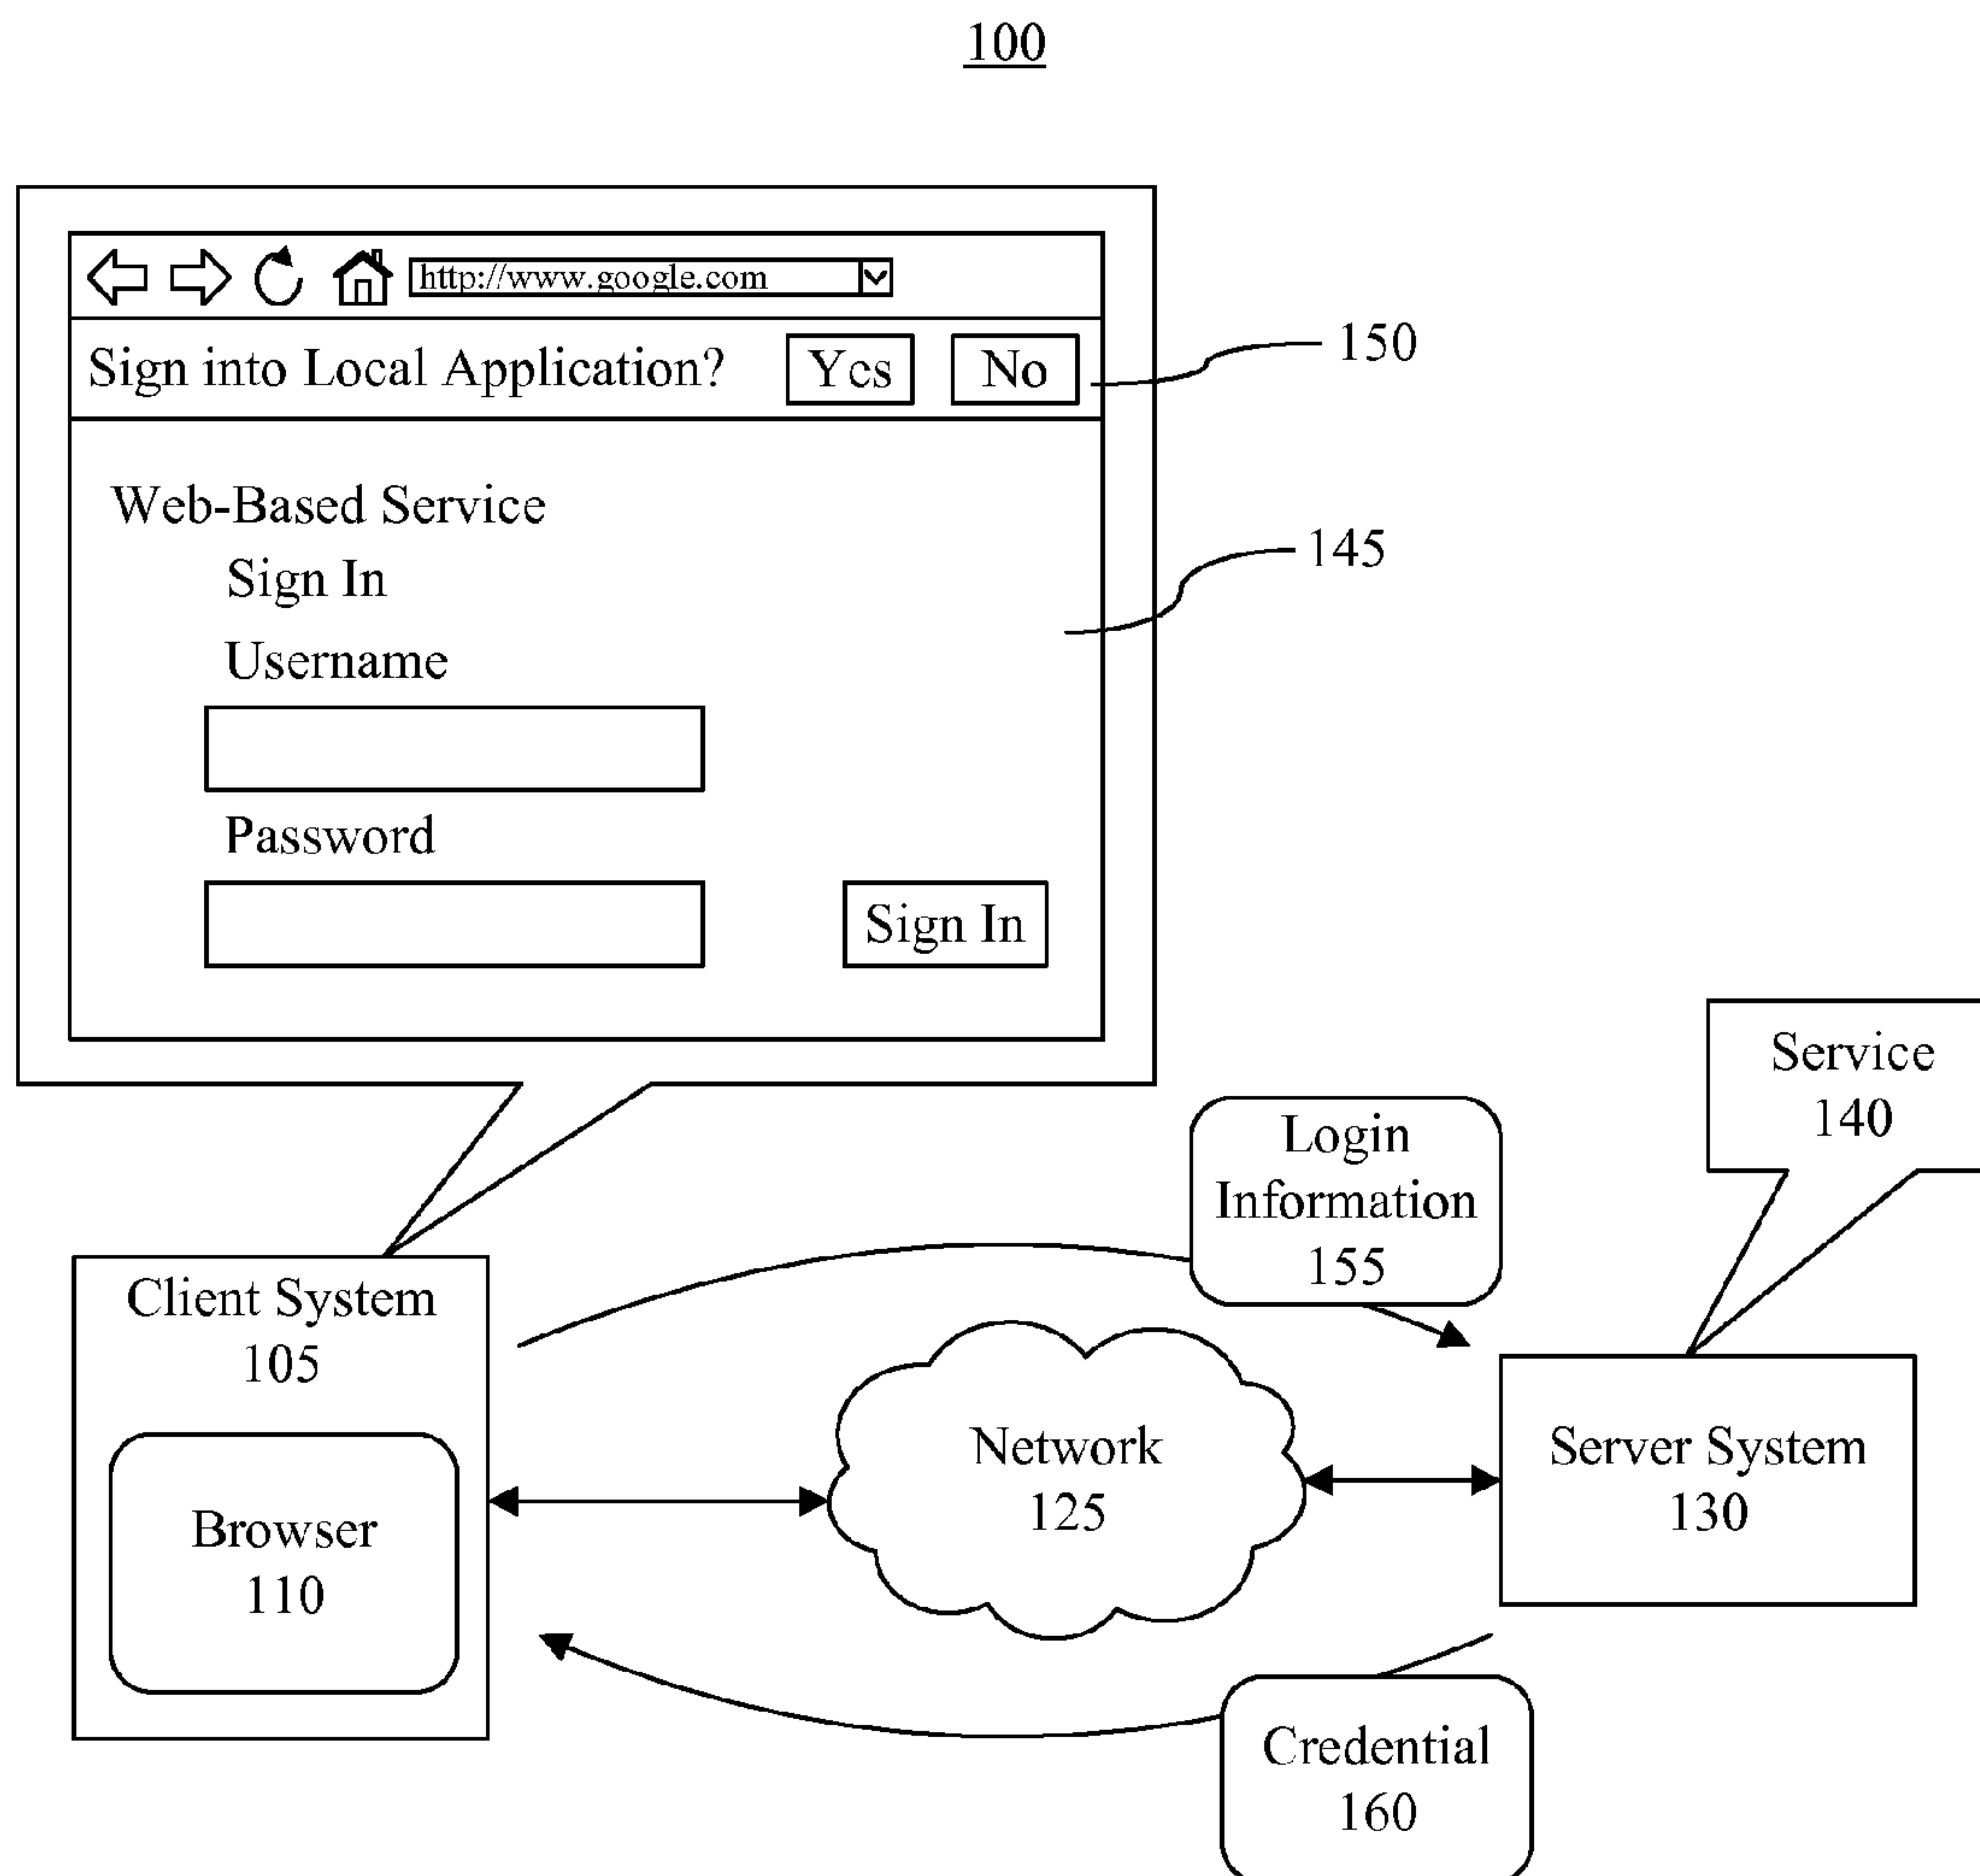 100
http://www.google.com
Sign into Local Application?
Yes
No
150
Web-Based Service
145
Sign In
Username
Password
Sign In
Service
140
Login
Information
155
Client System
105
Network
125
Server System
130
Browser
110
Credential
160